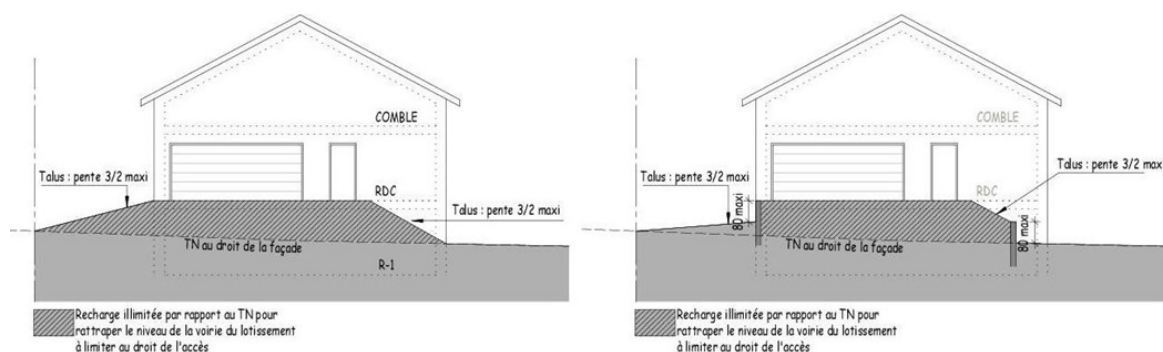 COMBLE
Talus : pente 3/2 maxi
RDC
Talus : pente 3/2 maxi
TN au droit de la façade
R-1
Recharge illimitée par rapport au TN pour
rattraper le niveau de la voirie du lotissement
à limiter au droit de l'accès
COMBLE
Talus : pente 3/2 maxi
Talus : pente 3/2 maxi
RDC
80 maxi
80 maxi
TN au droit de la façade
Recharge illimitée par rapport au TN pour
rattraper le niveau de la voirie du lotissement
à limiter au droit de l'accès